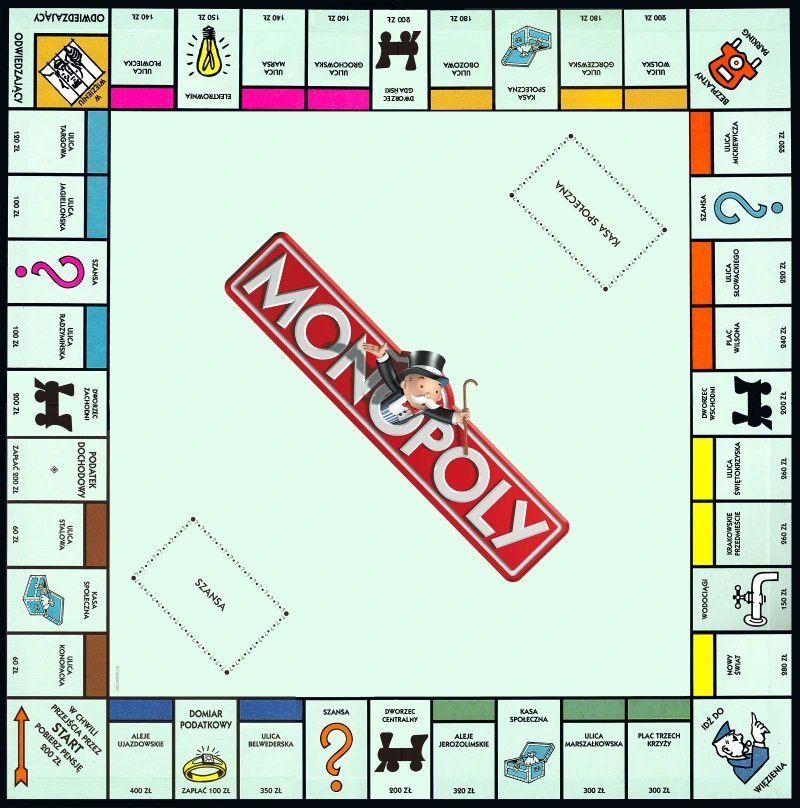 ODWIEDZAJĄCY
ODWIEDZAJĄCY
W
WIĘZIENIU
ULICA
PŁOWIECKA
140 ZŁ
ELEKTROWNIA
150 ZŁ
ULICA
MARSA
140 ZŁ
ULICA
GROCHOWSKA
160 ZŁ
DWORZEC
GDAŃSKI
200 ZŁ
ULICA
OBOZOWA
180 ZŁ
KASA
SPOŁECZNA
ULICA
GÓRCZEWSKA
180 ZŁ
ULICA
WOLSKA
200 ZŁ
BEZPŁATNY
PARKING
ULICA
MICKIEWICZA
220 ZŁ
SZANSA
ULICA
SŁOWACKIEGO
220 ZŁ
PLAC
WILSONA
240 ZŁ
DWORZEC
WSCHODNI
200 ZŁ
ULICA
ŚWIĘTOKRZYSKA
260 ZŁ
KRAKOWSKIE
PRZEDMIEŚCIE
260 ZŁ
WODOCIĄGI
150 ZŁ
NOWY
ŚWIAT
280 ZŁ
IDŹ DO
WIĘZIENIA
PLAC TRZECH
KRZYŻY
300 ZŁ
ULICA
MARSZAŁKOWSKA
300 ZŁ
KASA
SPOŁECZNA
ALEJE
JEROZOLIMSKIE
320 ZŁ
DWORZEC
CENTRALNY
200 ZŁ
SZANSA
ULICA
BELWEDERSKA
350 ZŁ
DOMIAR
PODATKOWY
ZAPŁAĆ 100 ZŁ
ALEJE
UJAZDOWSKIE
400 ZŁ
W CHWILI
PRZEJŚCIA PRZEZ
START
POBIERZ PENSJĘ
200 ZŁ
ULICA
KONOPACKA
60 ZŁ
KASA
SPOŁECZNA
ULICA
STALOWA
60 ZŁ
PODATEK
DOCHODOWY
ZAPŁAĆ 200 ZŁ
DWORZEC
ZACHODNI
200 ZŁ
ULICA
RADZYMIŃSKA
100 ZŁ
SZANSA
ULICA
JAGIELLOŃSKA
100 ZŁ
ULICA
TARGOWA
120 ZŁ
KASA SPOŁECZNA
MONOPOLY
SZANSA